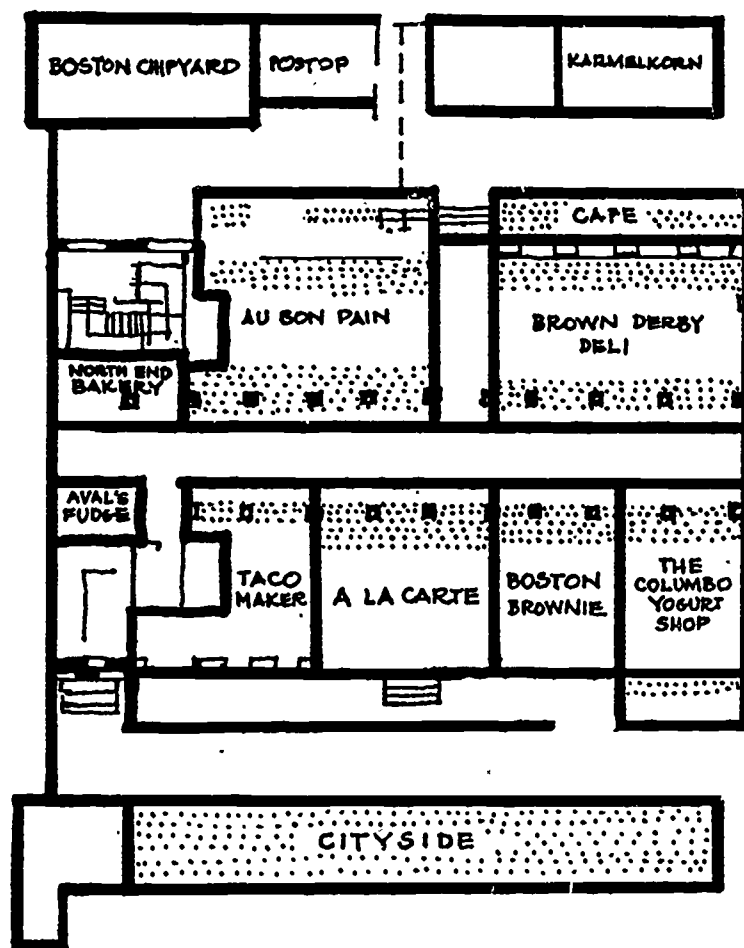 BOSTON CHIPYARD
POSTOP
KARMELKORN
CAFE
AU BON PAIN
BROWN DERBY
DELI
NORTH END
BAKERY
AVAL'S
FUDGE
TACO
MAKER
A LA CARTE
BOSTON
BROWNIE
THE
COLUMBO
YOGURT
SHOP
CITYSIDE